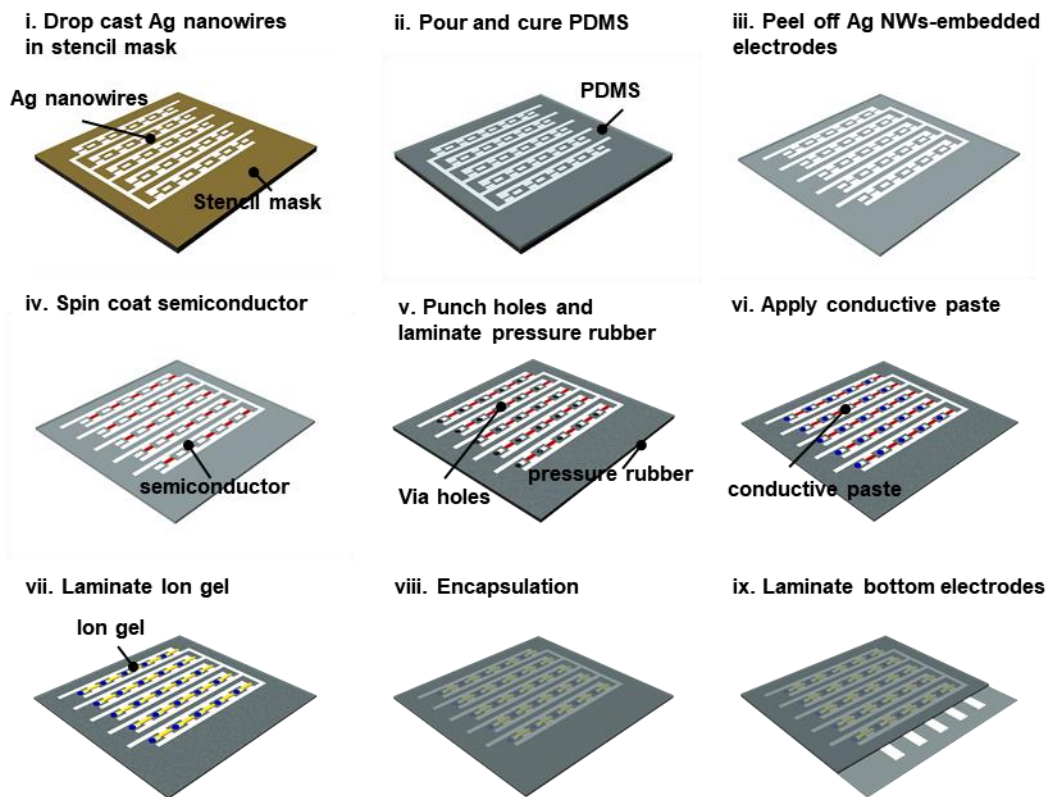 i. Drop cast Ag nanowires
in stencil mask
Ag nanowires
Stencil mask
ii. Pour and cure PDMS
PDMS
iii. Peel off Ag NWs-embedded
electrodes
iv. Spin coat semiconductor
semiconductor
v. Punch holes and
laminate pressure rubber
pressure rubber
Via holes
vi. Apply conductive paste
conductive paste
vii. Laminate Ion gel
Ion gel
viii. Encapsulation
ix. Laminate bottom electrodes